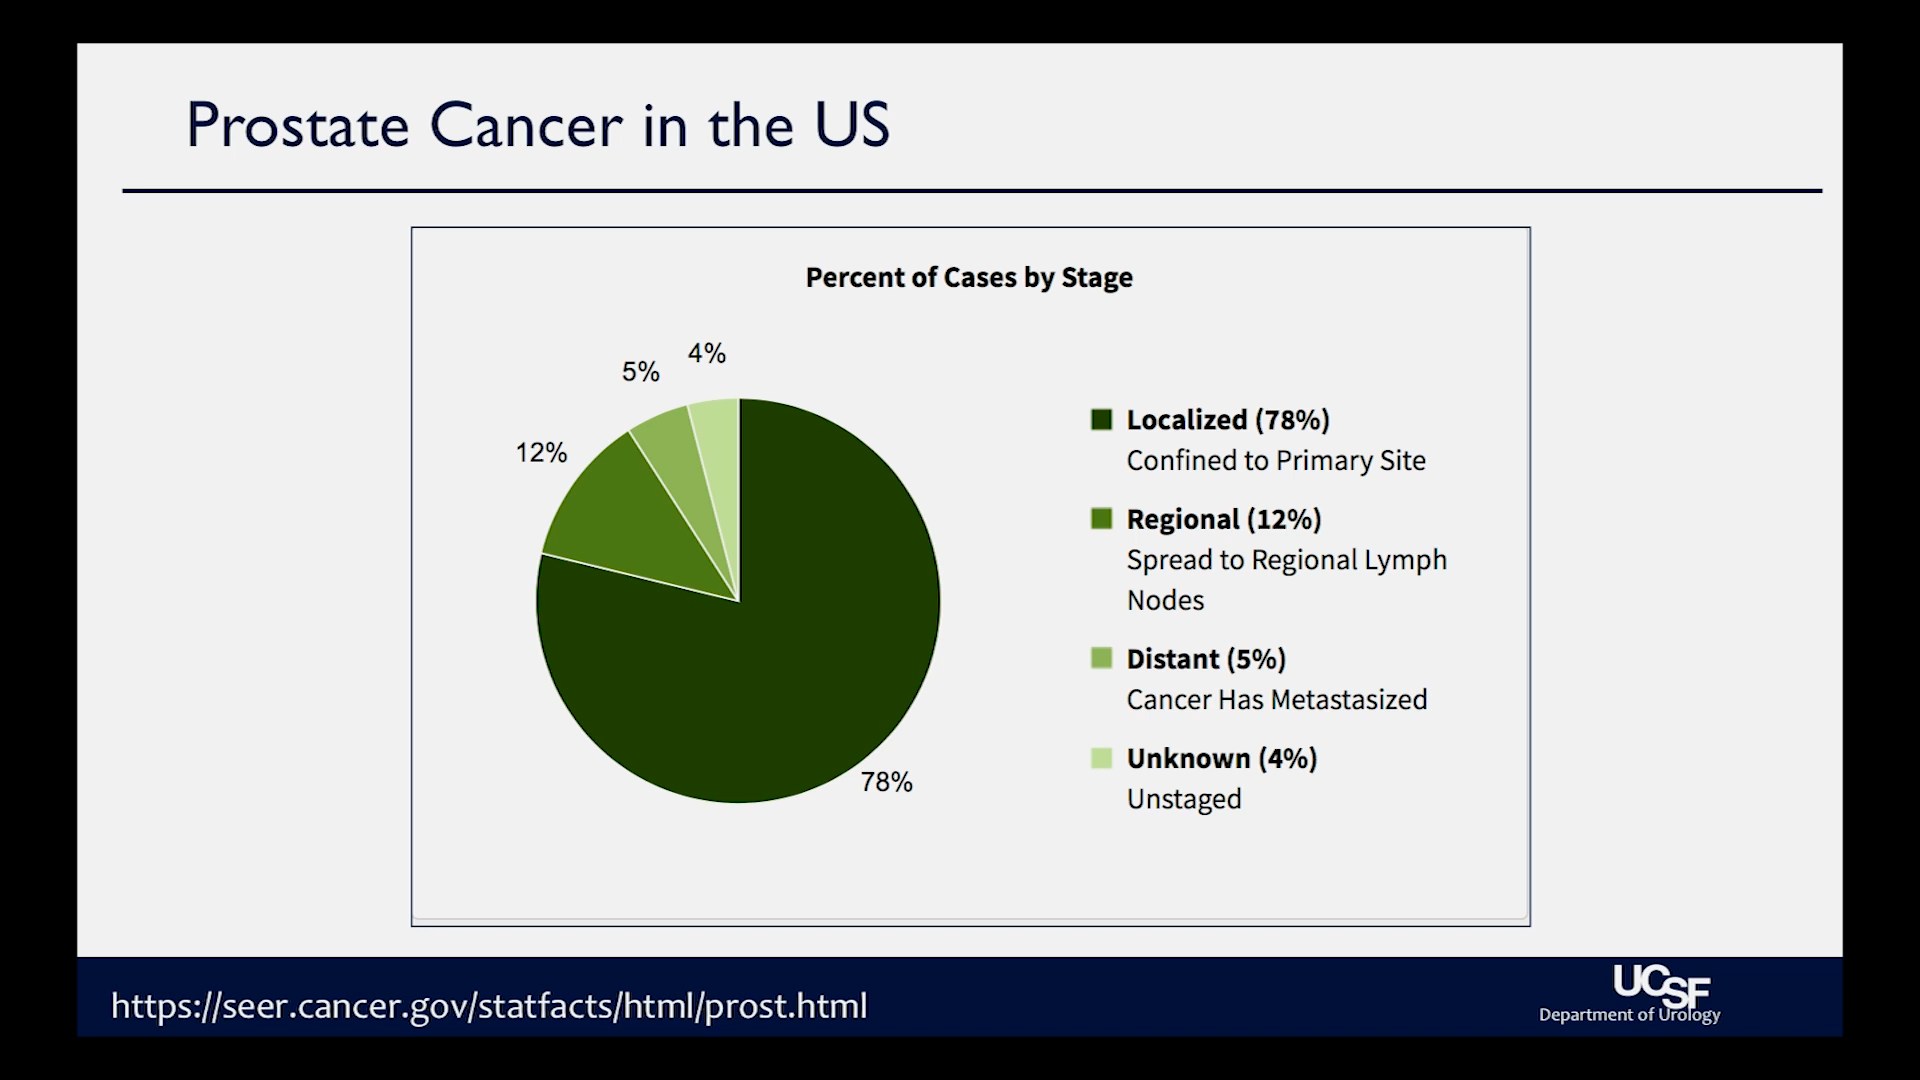 Prostate Cancer in the US
Percent of Cases by Stage
4%
5%
12%
78%
Localized (78%)
Confined to Primary Site
Regional (12%)
Spread to Regional Lymph
Nodes
Distant (5%)
Cancer Has Metastasized
Unknown (4%)
Unstaged
https://seer.cancer.gov/statfacts/html/prost.html
UCSF
Department of Urology